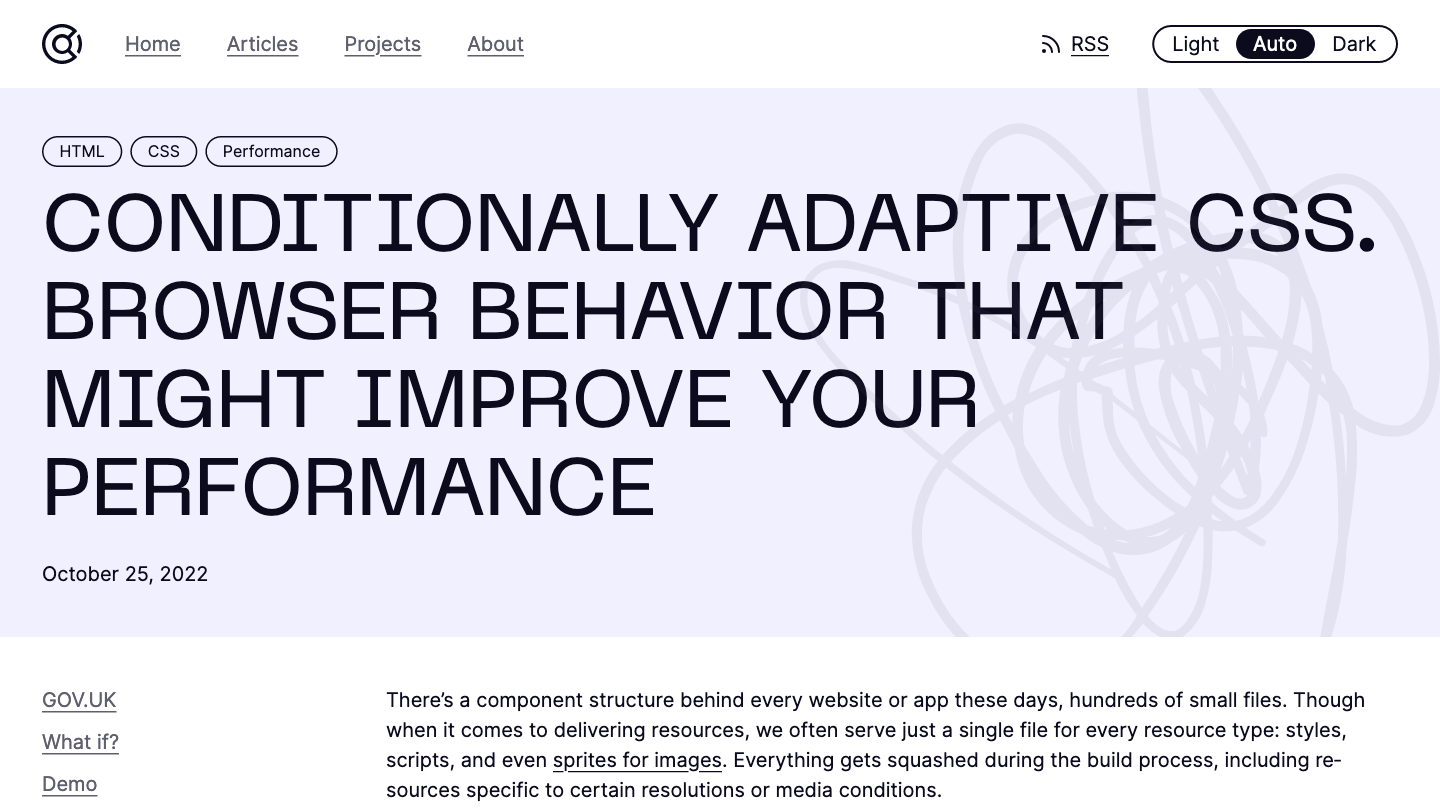 Home Articles Projects About RSS Light Auto Dark
HTML CSS Performance
CONDITIONALLY ADAPTIVE CSS.
BROWSER BEHAVIOR THAT
MIGHT IMPROVE YOUR
PERFORMANCE
October 25, 2022
GOV.UK
What if?
Demo
There’s a component structure behind every website or app these days, hundreds of small files. Though
when it comes to delivering resources, we often serve just a single file for every resource type: styles,
scripts, and even sprites for images. Everything gets squashed during the build process, including re-
sources specific to certain resolutions or media conditions.